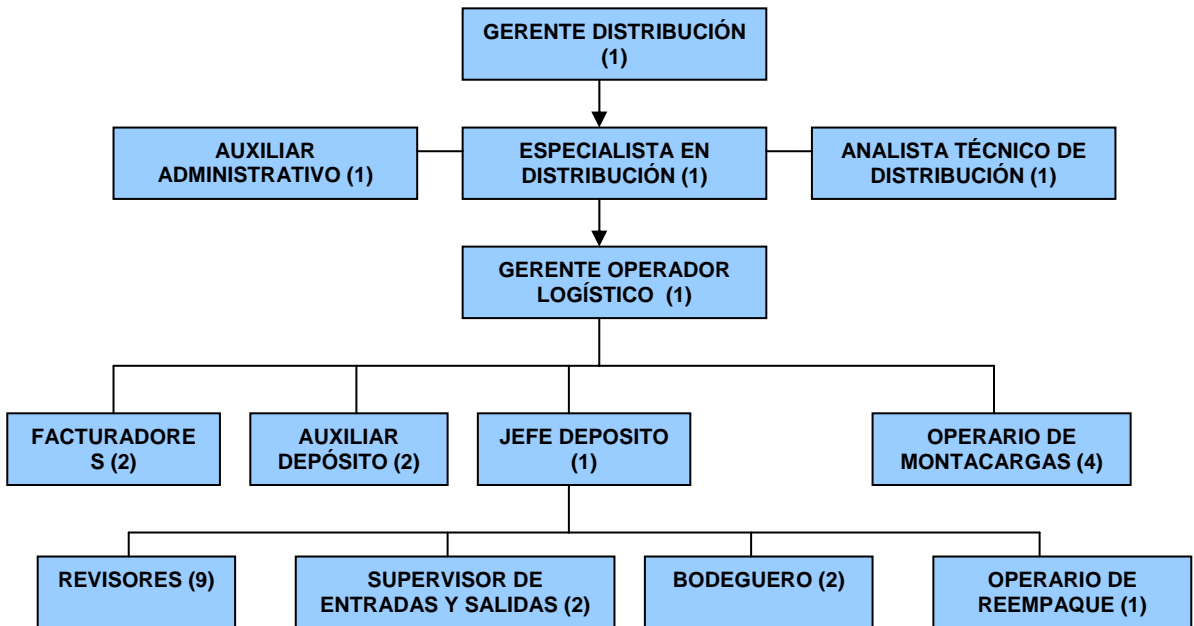 GERENTE DISTRIBUCIÓN
(1)
AUXILIAR
ADMINISTRATIVO (1)
ESPECIALISTA EN
DISTRIBUCIÓN (1)
ANALISTA TÉCNICO DE
DISTRIBUCIÓN (1)
GERENTE OPERADOR
LOGÍSTICO (1)
FACTURADORE
S (2)
AUXILIAR
DEPÓSITO (2)
JEFE DEPOSITO
(1)
OPERARIO DE
MONTACARGAS (4)
REVISORES (9)
SUPERVISOR DE
ENTRADAS Y SALIDAS (2)
BODEGUERO (2)
OPERARIO DE
REEMPAQUE (1)